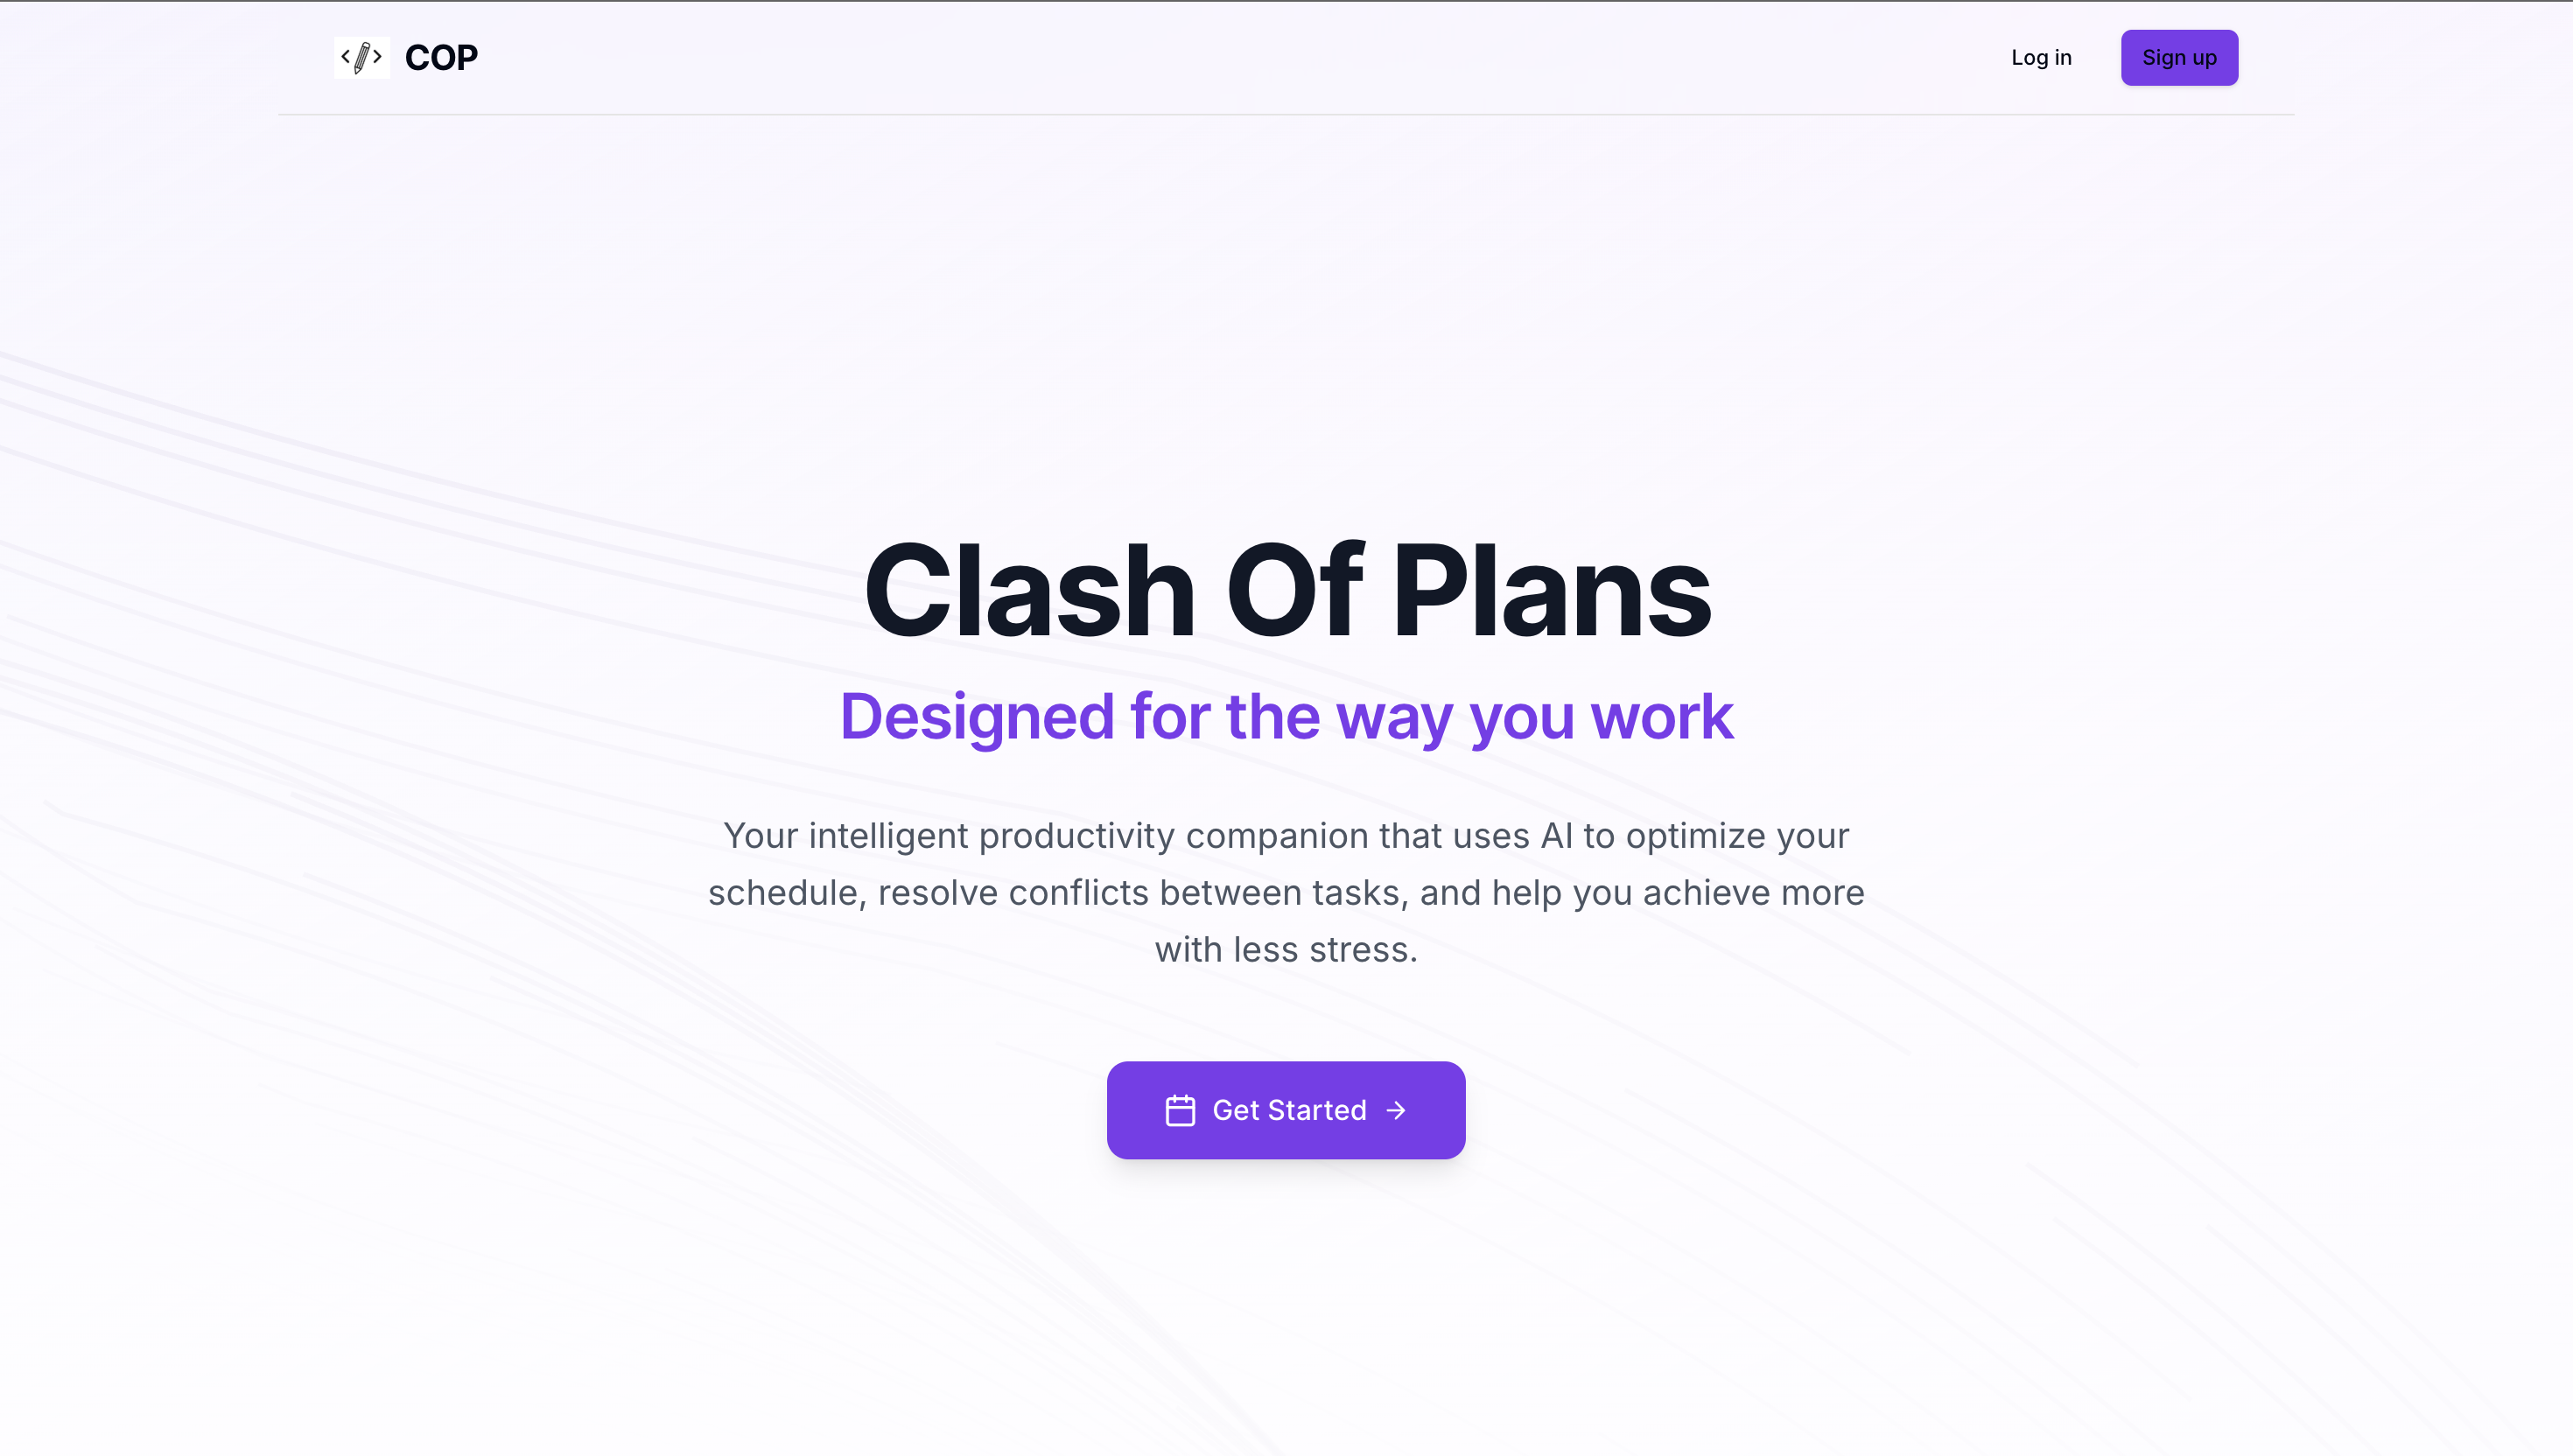 COP
Log in
Sign up
Clash Of Plans
Designed for the way you work
Your intelligent productivity companion that uses AI to optimize your
schedule, resolve conflicts between tasks, and help you achieve more
with less stress.
Get Started